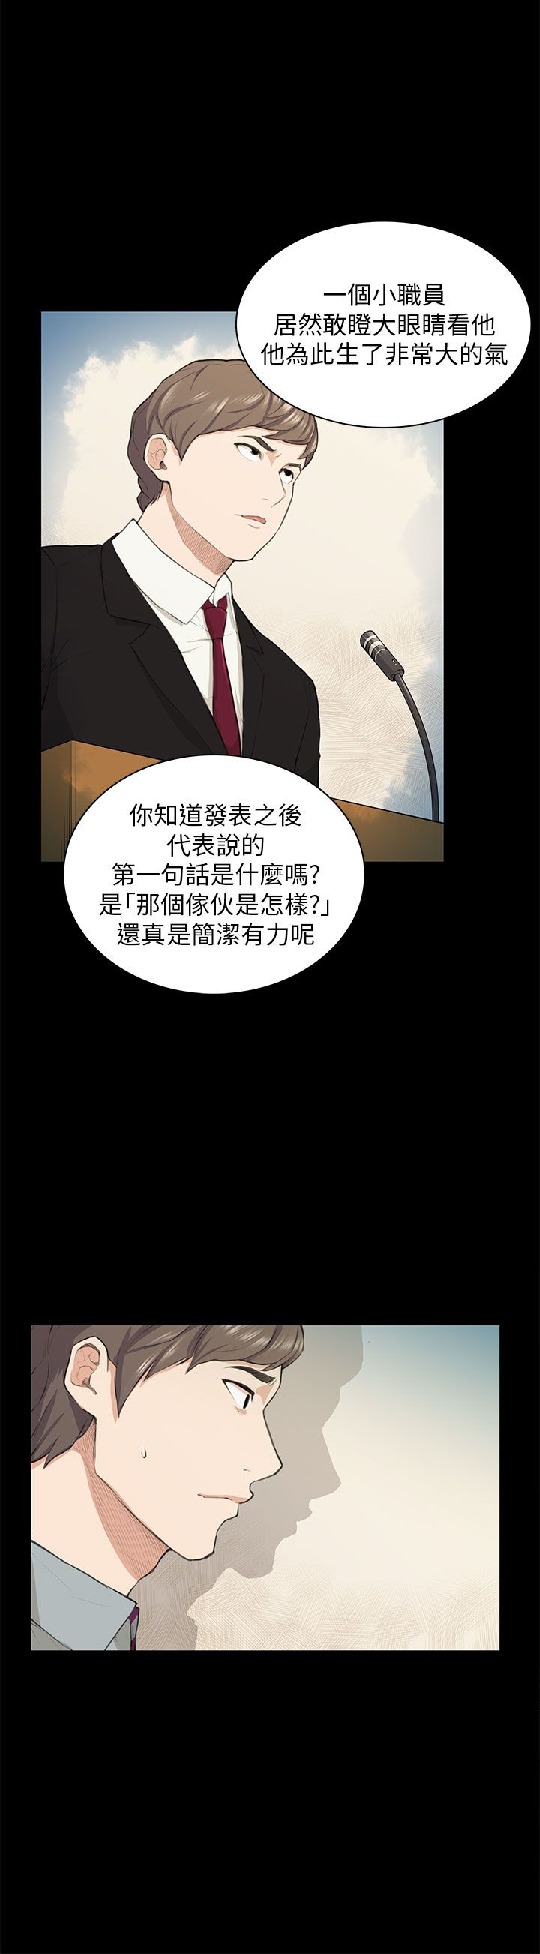 一個小職員
居然敢瞪大眼睛看他
他為此生了非常大的氣
你知道發表之後
代表說的
第一句話是什麼嗎?
是「那個傢伙是怎樣?」
還真是簡潔有力呢